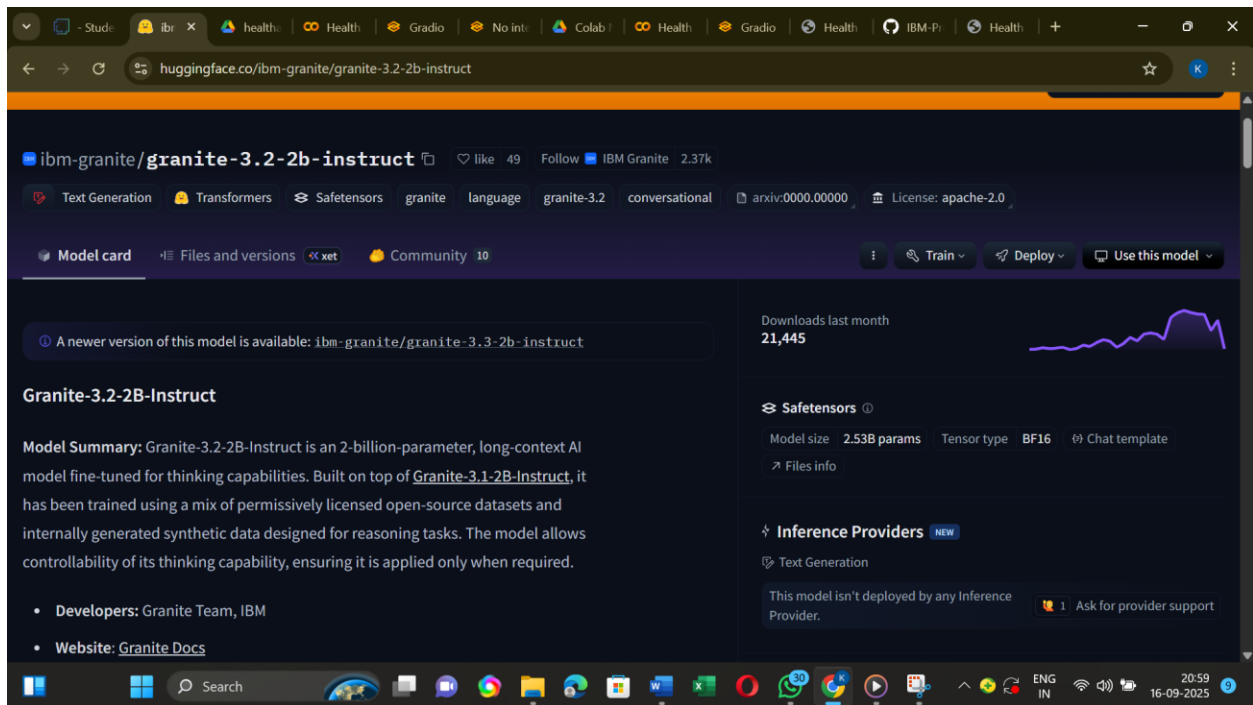 - Stude
ibr
healtha
Health
Gradio
No inte
Colab
Health
Gradio
Health
IBM-Pr
Health
huggingface.co/ibm-granite/granite-3.2-2b-instruct
K
ibm-granite/granite-3.2-2b-instruct
like 49
Follow IBM Granite 2.37k
Text Generation
Transformers
Safetensors
granite
language
granite-3.2
conversational
arxiv:0000.00000
License: apache-2.0
Model card
Files and versions xet
Community 10
Train
Deploy
Use this model
A newer version of this model is available: ibm-granite/granite-3.3-2b-instruct
Granite-3.2-2B-Instruct
Model Summary: Granite-3.2-2B-Instruct is an 2-billion-parameter, long-context AI
model fine-tuned for thinking capabilities. Built on top of Granite-3.1-2B-Instruct, it
has been trained using a mix of permissively licensed open-source datasets and
internally generated synthetic data designed for reasoning tasks. The model allows
controllability of its thinking capability, ensuring it is applied only when required.
• Developers: Granite Team, IBM
• Website: Granite Docs
Downloads last month
21,445
Safetensors
Model size 2.53B params
Tensor type BF16
Chat template
Files info
Inference Providers NEW
Text Generation
This model isn't deployed by any Inference
Provider.
1 Ask for provider support
Search
30
K
ENG
IN
20:59
16-09-2025
9